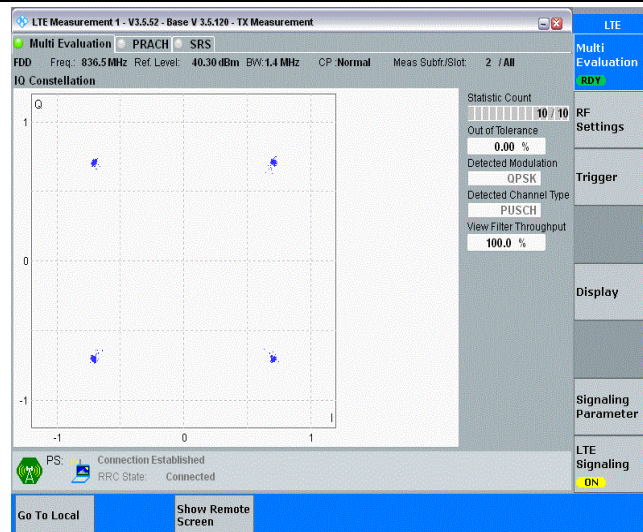 LTE Measurement 1 - V3.5.52 - Base V 3.5.120 - TX Measurement
LTE
Multi Evaluation PRACH SRS
FDD Freq.: 836.5 MHz Ref. Level: 40.30 dBm BW: 1.4 MHz CP :Normal Meas Subfr./Slot: 2 / All
IQ Constellation
Q
1
0
-1
I
-1 0 1
Statistic Count
10 / 10
Out of Tolerance
0.00 %
Detected Modulation
QPSK
Detected Channel Type
PUSCH
View Filter Throughput
100.0 %
Multi
Evaluation
RDY
RF
Settings
Trigger
Display
Signaling
Parameter
LTE
Signaling
ON
PS: Connection Established
RRC State: Connected
Go To Local
Show Remote
Screen